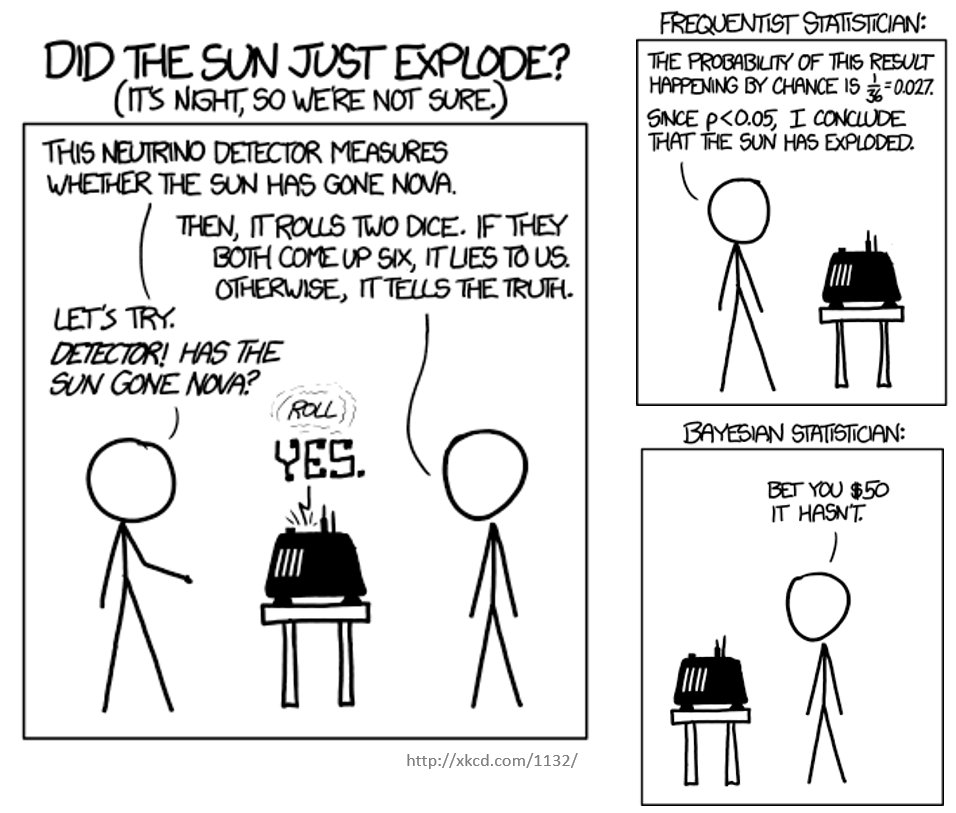 DID THE SUN JUST EXPLODE?
(IT'S NIGHT, SO WE'RE NOT SURE.)
THIS NEUTRINO DETECTOR MEASURES
WHETHER THE SUN HAS GONE NOVA.
THEN, IT ROLLS TWO DICE. IF THEY
BOTH COME UP SIX, IT LIES TO US.
OTHERWISE, IT TELLS THE TRUTH.
LET'S TRY.
DETECTOR! HAS THE
SUN GONE NOVA?
(ROLL)
YES.
http://xkcd.com/1132/
FREQUENTIST STATISTICIAN:
THE PROBABILITY OF THIS RESULT
HAPPENING BY CHANCE IS 1/36=0.027.
SINCE p<0.05, I CONCLUDE
THAT THE SUN HAS EXPLODED.
BAYESIAN STATISTICIAN:
BET YOU $50
IT HASN'T.